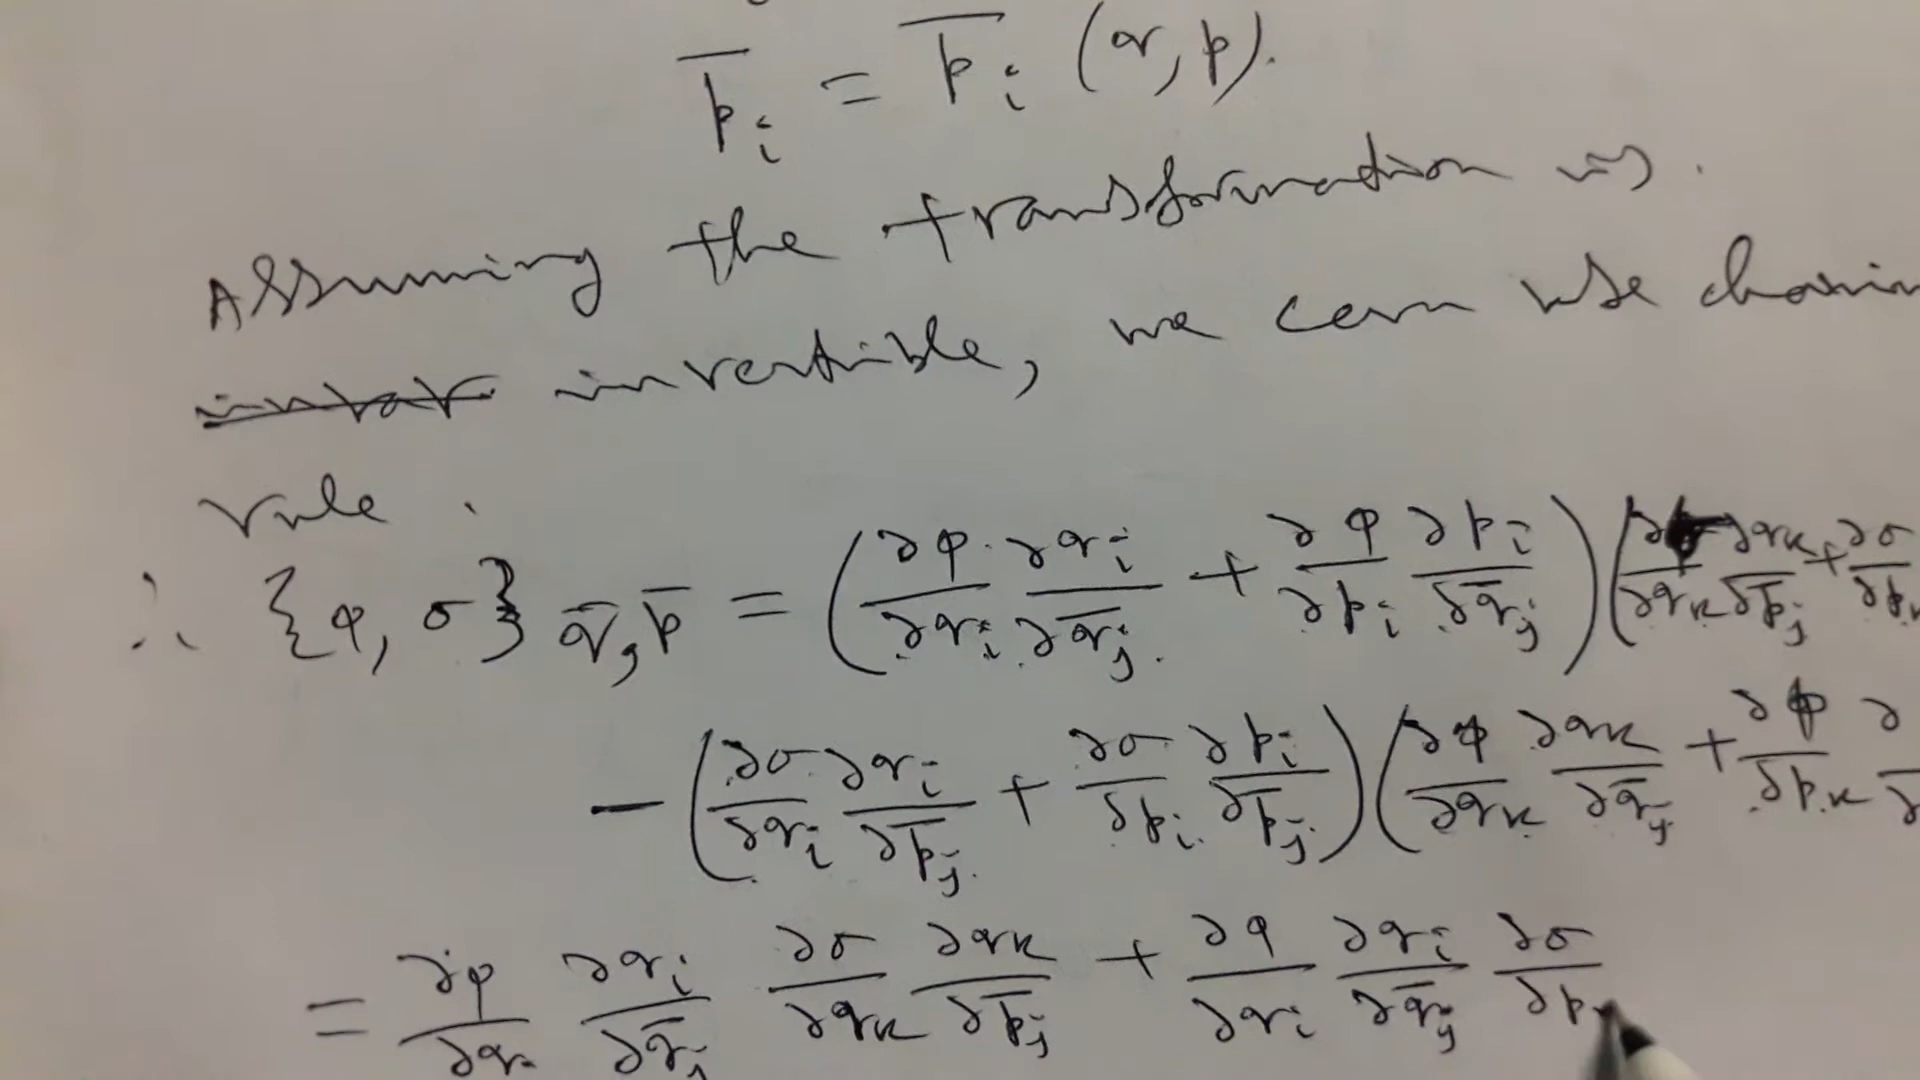 p̄ᵢ = p̄ᵢ (q, p).
Assuming the transformation is
invertible, we can use chain
rule.
∴ {φ, σ} q̄, p̄ = (∂φ/∂qᵢ ∂qᵢ/∂q̄ⱼ + ∂φ/∂pᵢ ∂pᵢ/∂q̄ⱼ)(∂σ/∂qₖ ∂qₖ/∂p̄ⱼ + ∂σ/∂pₖ
- (∂σ/∂qᵢ ∂qᵢ/∂p̄ⱼ + ∂σ/∂pᵢ ∂pᵢ/∂p̄ⱼ)(∂φ/∂qₖ ∂qₖ/∂q̄ⱼ + ∂φ/∂pₖ ∂
= ∂φ/∂qᵢ ∂qᵢ/∂q̄ⱼ ∂σ/∂qₖ ∂qₖ/∂p̄ⱼ + ∂φ/∂qᵢ ∂qᵢ/∂q̄ⱼ ∂σ/∂p